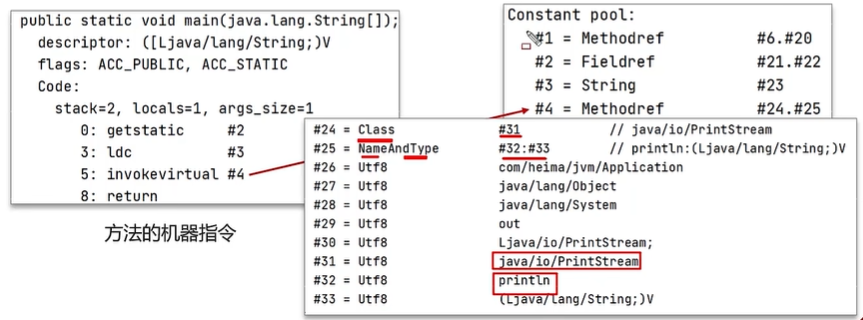 public static void main(java.lang.String[]);
descriptor: ([Ljava/lang/String;)V
flags: ACC_PUBLIC, ACC_STATIC
Code:
stack=2, locals=1, args_size=1
0: getstatic #2
3: ldc #3
5: invokevirtual #4
8: return
方法的机器指令
Constant pool:
#1 = Methodref #6.#20
#2 = Fieldref #21.#22
#3 = String #23
#4 = Methodref #24.#25
#24 = Class #31 // java/io/PrintStream
#25 = NameAndType #32:#33 // println:(Ljava/lang/String;)V
#26 = Utf8 com/heima/jvm/Application
#27 = Utf8 java/lang/Object
#28 = Utf8 java/lang/System
#29 = Utf8 out
#30 = Utf8 Ljava/io/PrintStream;
#31 = Utf8 java/io/PrintStream
#32 = Utf8 println
#33 = Utf8 (Ljava/lang/String;)V